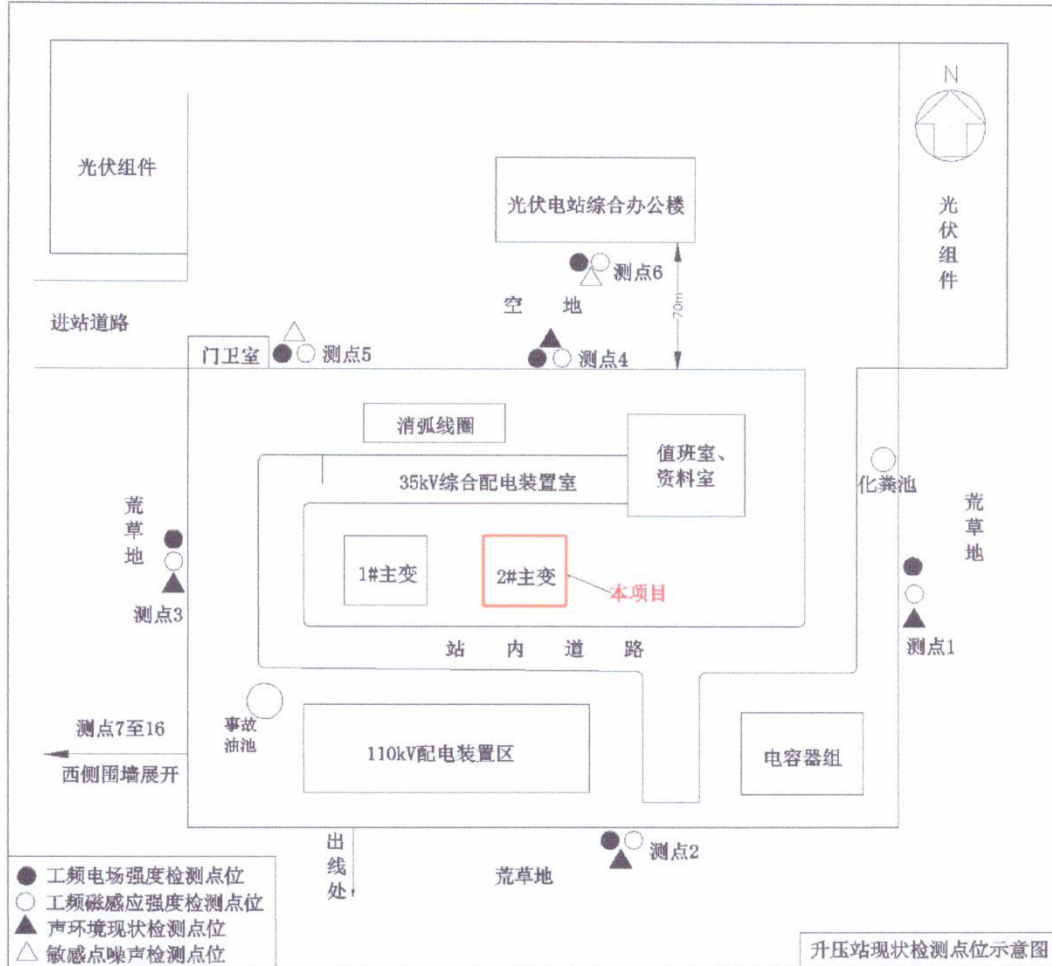 N
光伏组件
光伏电站综合办公楼
光伏组件
测点6
空地
70m
进站道路
门卫室
测点5
测点4
消弧线圈
值班室、
资料室
35kV综合配电装置室
化粪池
荒草地
荒草地
1#主变
2#主变
本项目
测点3
测点1
站内道路
测点7至16
西侧围墙展开
事故
油池
110kV配电装置区
电容器组
出线处
测点2
荒草地
工频电场强度检测点位
工频磁感应强度检测点位
声环境现状检测点位
敏感点噪声检测点位
升压站现状检测点位示意图